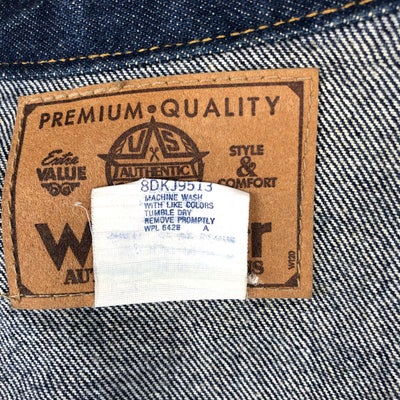 PREMIUM • QUALITY
U S
Extra
VALUE
AUTHENTIC
STYLE
&
COMFORT
8DKJ9513
MACHINE WASH
WITH LIKE COLORS
TUMBLE DRY
REMOVE PROMPTLY
WPL 6428 A
W120